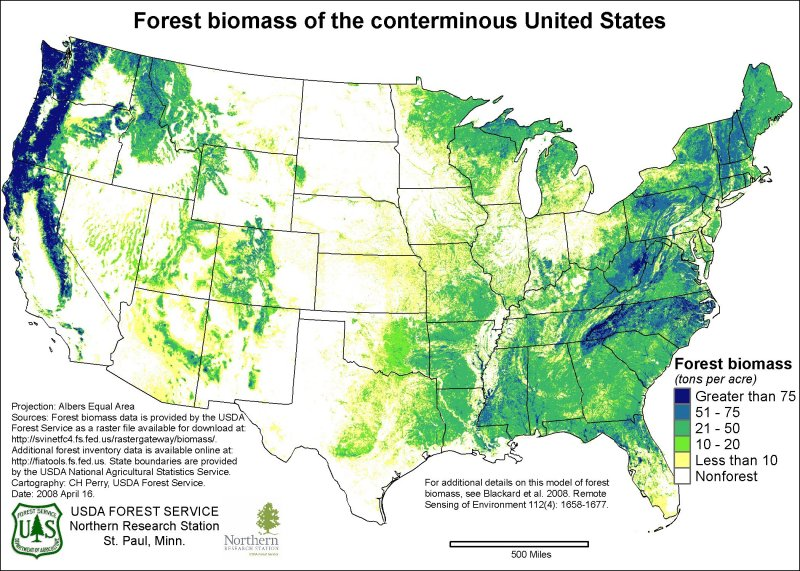 Forest biomass of the conterminous United States
Forest biomass
(tons per acre)
Greater than 75
51 - 75
21 - 50
10 - 20
Less than 10
Nonforest
Projection: Albers Equal Area
Sources: Forest biomass data is provided by the USDA
Forest Service as a raster file available for download at:
http://svinetfc4.fs.fed.us/rastergateway/biomass/.
Additional forest inventory data is available online at:
http://fiatools.fs.fed.us. State boundaries are provided
by the USDA National Agricultural Statistics Service.
Cartography: CH Perry, USDA Forest Service.
Date: 2008 April 16.
For additional details on this model of forest
biomass, see Blackard et al. 2008. Remote
Sensing of Environment 112(4): 1658-1677.
FOREST SERVICE
U S
DEPARTMENT OF AGRICULTURE
USDA FOREST SERVICE
Northern Research Station
St. Paul, Minn.
Northern
RESEARCH STATION
500 Miles